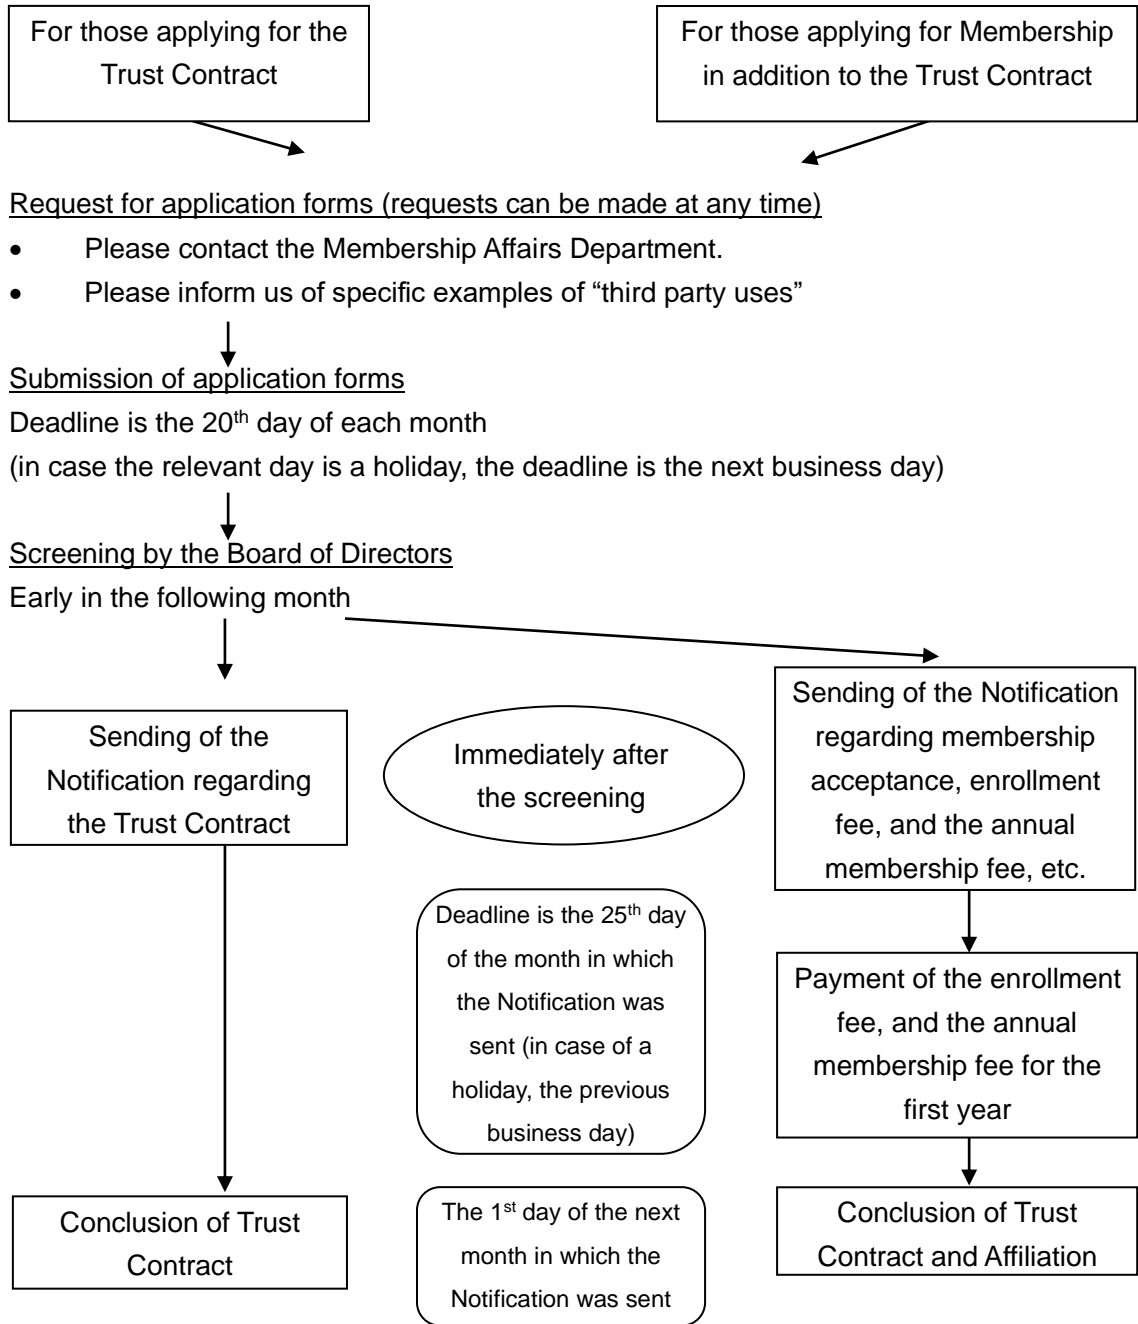 For those applying for the
Trust Contract
For those applying for Membership
in addition to the Trust Contract
Request for application forms (requests can be made at any time)
• Please contact the Membership Affairs Department.
• Please inform us of specific examples of “third party uses”
Submission of application forms
Deadline is the 20th day of each month
(in case the relevant day is a holiday, the deadline is the next business day)
Screening by the Board of Directors
Early in the following month
Sending of the
Notification regarding
the Trust Contract
Immediately after
the screening
Sending of the Notification
regarding membership
acceptance, enrollment
fee, and the annual
membership fee, etc.
Deadline is the 25th day
of the month in which
the Notification was
sent (in case of a
holiday, the previous
business day)
Payment of the enrollment
fee, and the annual
membership fee for the
first year
Conclusion of Trust
Contract
The 1st day of the next
month in which the
Notification was sent
Conclusion of Trust
Contract and Affiliation